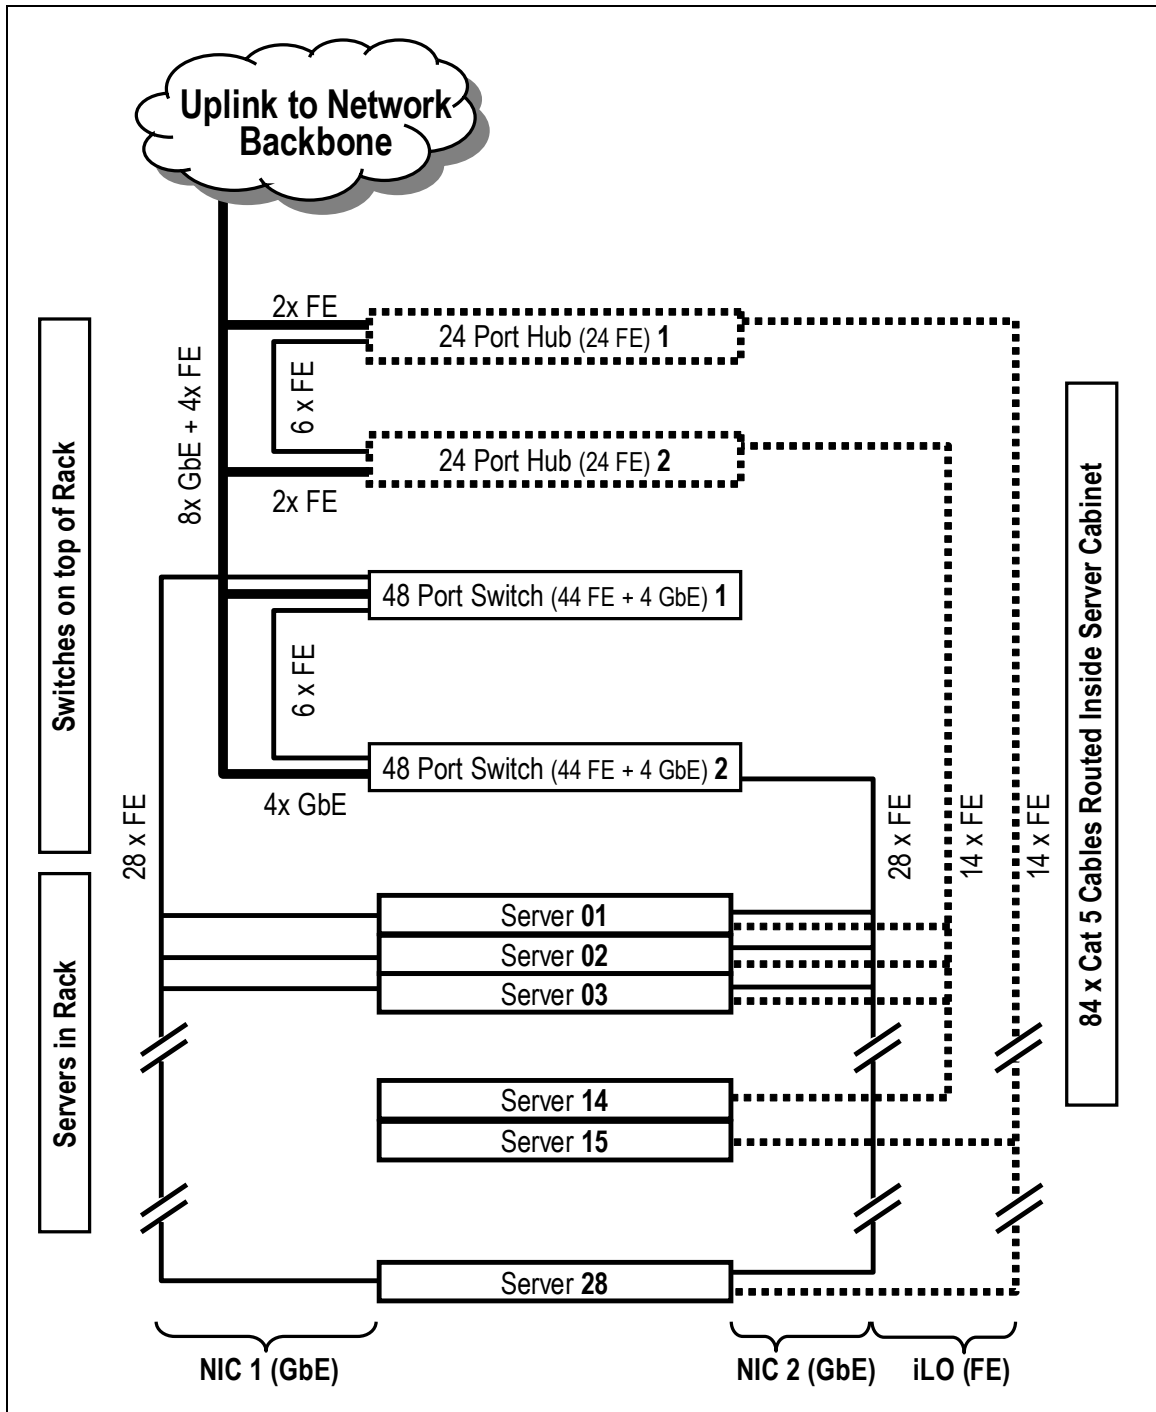 Uplink to Network
Backbone
2x FE
24 Port Hub (24 FE) 1
6 x FE
8x GbE + 4x FE
24 Port Hub (24 FE) 2
2x FE
Switches on top of Rack
48 Port Switch (44 FE + 4 GbE) 1
6 x FE
48 Port Switch (44 FE + 4 GbE) 2
4x GbE
28 x FE
28 x FE
14 x FE
14 x FE
84 x Cat 5 Cables Routed Inside Server Cabinet
Servers in Rack
Server 01
Server 02
Server 03
Server 14
Server 15
Server 28
NIC 1 (GbE)
NIC 2 (GbE)
iLO (FE)